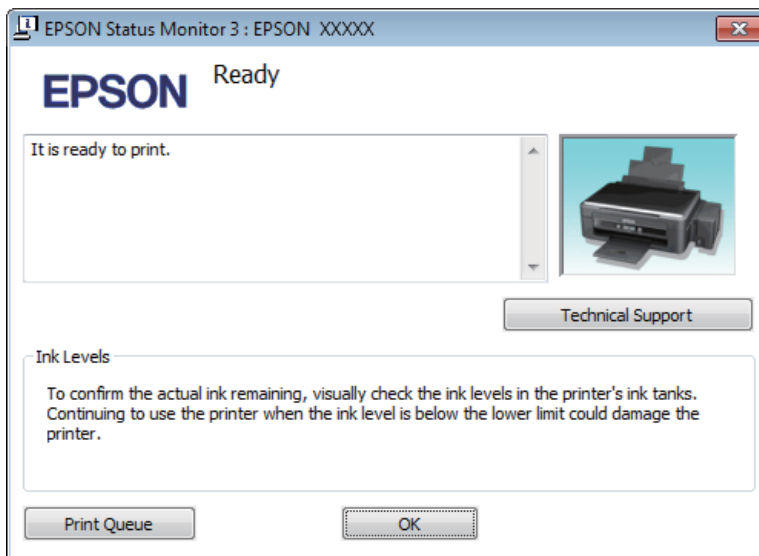 EPSON Status Monitor 3 : EPSON XXXXX
EPSON
Ready
It is ready to print.
Technical Support
Ink Levels
To confirm the actual ink remaining, visually check the ink levels in the printer's ink tanks.
Continuing to use the printer when the ink level is below the lower limit could damage the
printer.
Print Queue
OK